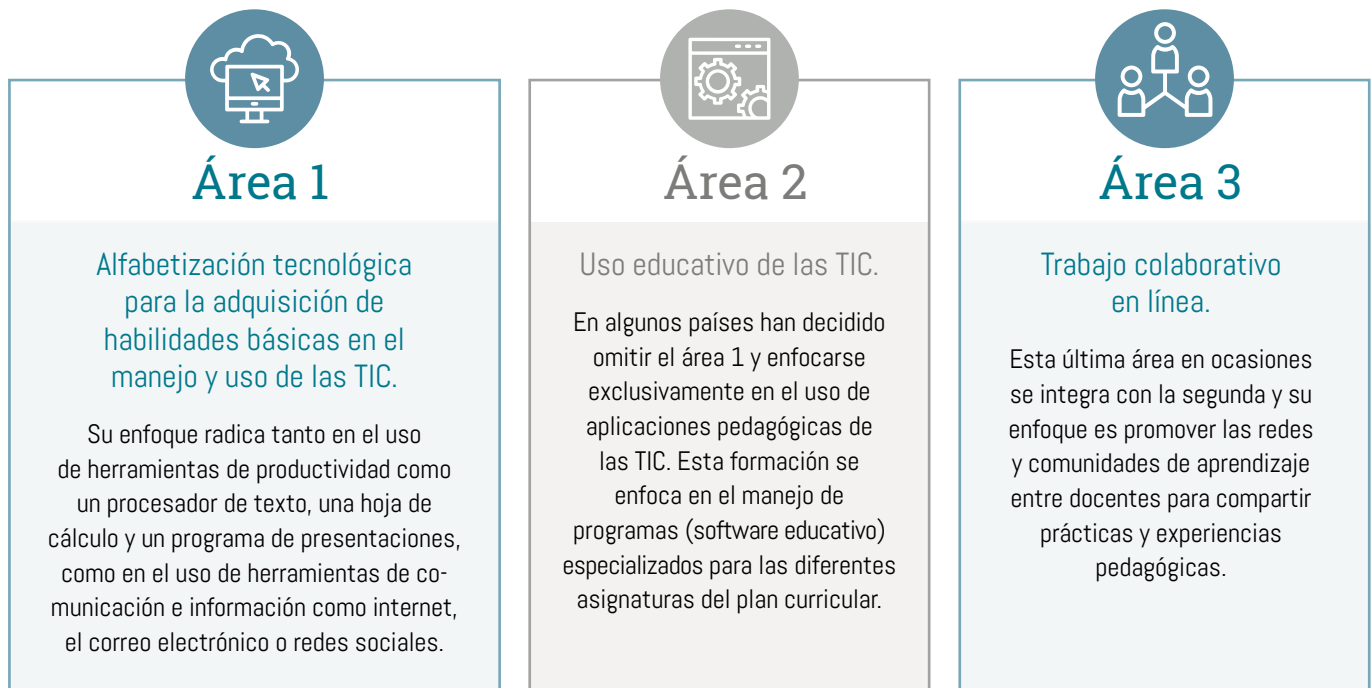 Área 1
Alfabetización tecnológica
para la adquisición de
habilidades básicas en el
manejo y uso de las TIC.
Su enfoque radica tanto en el uso
de herramientas de productividad como
un procesador de texto, una hoja de
cálculo y un programa de presentaciones,
como en el uso de herramientas de co-
municación e información como internet,
el correo electrónico o redes sociales.
Área 2
Uso educativo de las TIC.
En algunos países han decidido
omitir el área 1 y enfocarse
exclusivamente en el uso de
aplicaciones pedagógicas de
las TIC. Esta formación se
enfoca en el manejo de
programas (software educativo)
especializados para las diferentes
asignaturas del plan curricular.
Área 3
Trabajo colaborativo
en línea.
Esta última área en ocasiones
se integra con la segunda y su
enfoque es promover las redes
y comunidades de aprendizaje
entre docentes para compartir
prácticas y experiencias
pedagógicas.